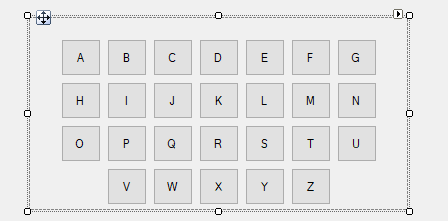 A B C D E F G
H I J K L M N
O P Q R S T U
V W X Y Z